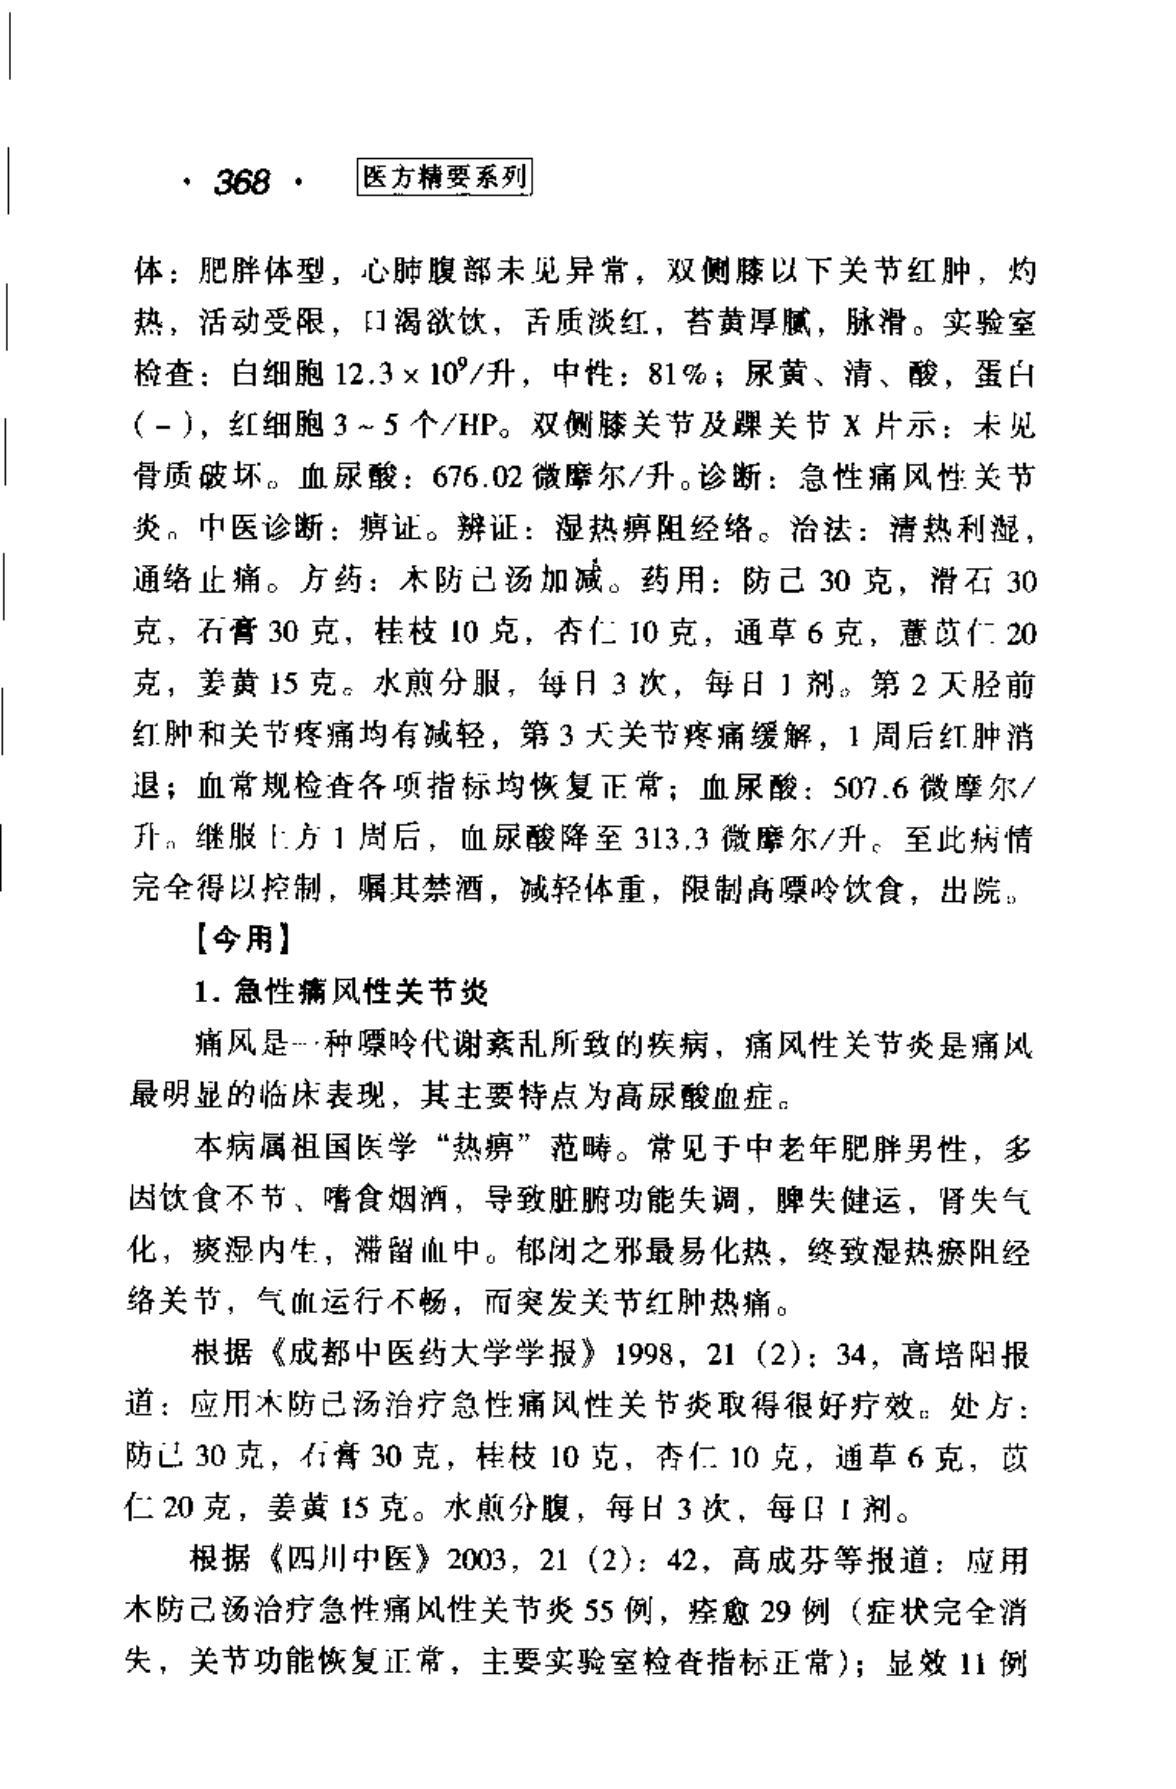 · 368 · 医方精要系列
体：肥胖体型，心肺腹部未见异常，双侧膝以下关节红肿，灼
热，活动受限，口渴欲饮，舌质淡红，苔黄厚腻，脉滑。实验室
检查：白细胞 12.3 × 10⁹/升，中性：81%；尿黄、清、酸，蛋白
（－），红细胞 3 ~ 5 个/HP。双侧膝关节及踝关节 X 片示：未见
骨质破坏。血尿酸：676.02 微摩尔/升。诊断：急性痛风性关节
炎。中医诊断：痹证。辨证：湿热痹阻经络。治法：清热利湿，
通络止痛。方药：木防己汤加减。药用：防己 30 克，滑石 30
克，石膏 30 克，桂枝 10 克，杏仁 10 克，通草 6 克，薏苡仁 20
克，姜黄 15 克。水煎分服，每日 3 次，每日 1 剂。第 2 天胫前
红肿和关节疼痛均有减轻，第 3 天关节疼痛缓解，1 周后红肿消
退；血常规检查各项指标均恢复正常；血尿酸：507.6 微摩尔/
升。继服上方 1 周后，血尿酸降至 313.3 微摩尔/升。至此病情
完全得以控制，嘱其禁酒，减轻体重，限制高嘌呤饮食，出院。
【今用】
1. 急性痛风性关节炎
痛风是一种嘌呤代谢紊乱所致的疾病，痛风性关节炎是痛风
最明显的临床表现，其主要特点为高尿酸血症。
本病属祖国医学“热痹”范畴。常见于中老年肥胖男性，多
因饮食不节、嗜食烟酒，导致脏腑功能失调，脾失健运，肾失气
化，痰湿内生，滞留血中。郁闭之邪最易化热，终致湿热瘀阻经
络关节，气血运行不畅，而突发关节红肿热痛。
根据《成都中医药大学学报》1998，21（2）：34，高培阳报
道：应用木防己汤治疗急性痛风性关节炎取得很好疗效。处方：
防己 30 克，石膏 30 克，桂枝 10 克，杏仁 10 克，通草 6 克，苡
仁 20 克，姜黄 15 克。水煎分腹，每日 3 次，每日 1 剂。
根据《四川中医》2003，21（2）：42，高成芬等报道：应用
木防己汤治疗急性痛风性关节炎 55 例，痊愈 29 例（症状完全消
失，关节功能恢复正常，主要实验室检查指标正常）；显效 11 例